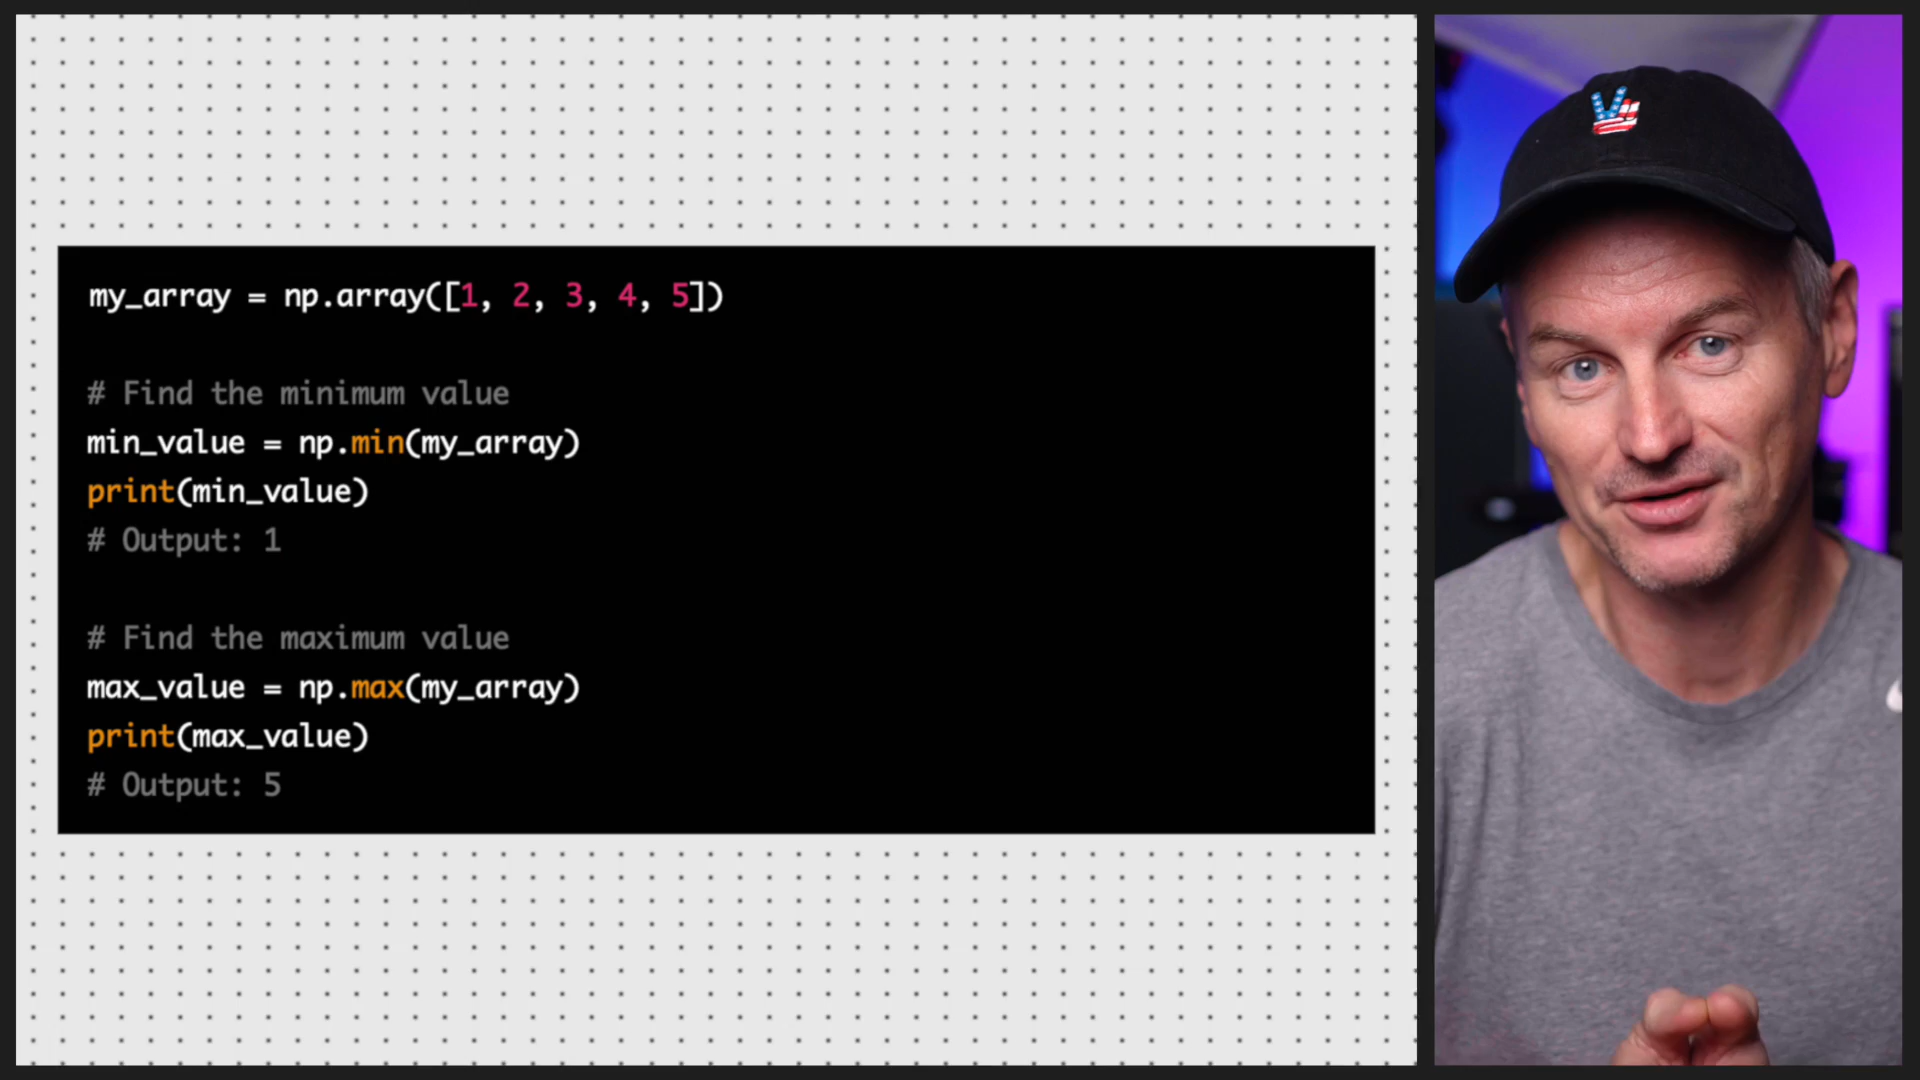 my_array = np.array([1, 2, 3, 4, 5])
# Find the minimum value
min_value = np.min(my_array)
print(min_value)
# Output: 1
# Find the maximum value
max_value = np.max(my_array)
print(max_value)
# Output: 5